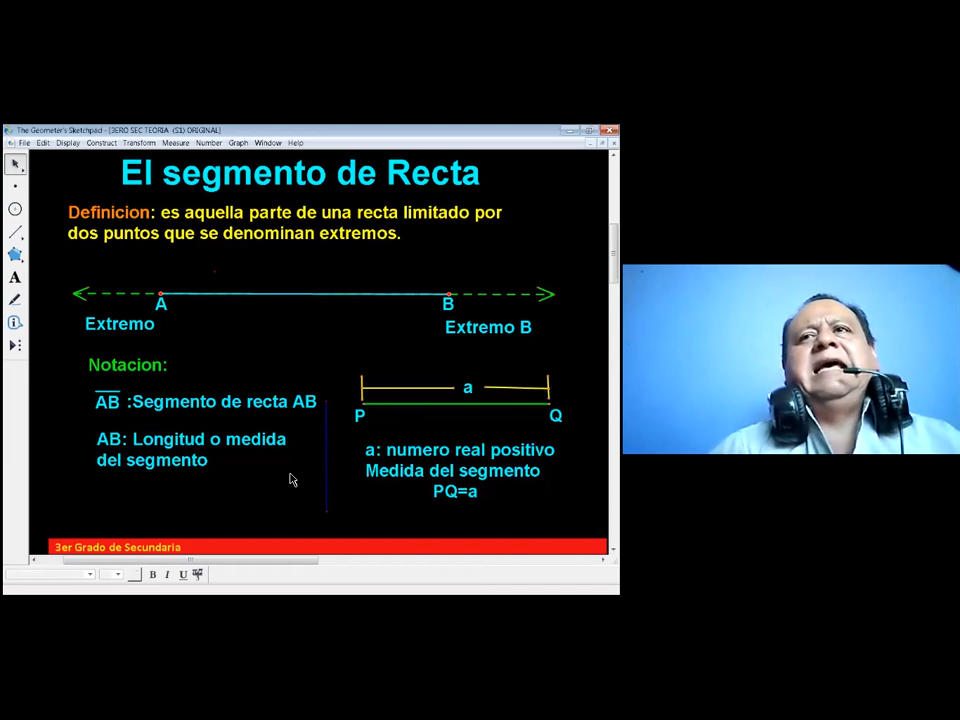 The Geometer's Sketchpad - [3ERO SEC TEORIA (S1) ORIGINAL]
File Edit Display Construct Transform Measure Number Graph Window Help
El segmento de Recta
Definicion: es aquella parte de una recta limitado por
dos puntos que se denominan extremos.
A B
Extremo Extremo B
Notacion:
AB :Segmento de recta AB
AB: Longitud o medida
del segmento
a
P Q
a: numero real positivo
Medida del segmento
PQ=a
3er Grado de Secundaria
A
B I U